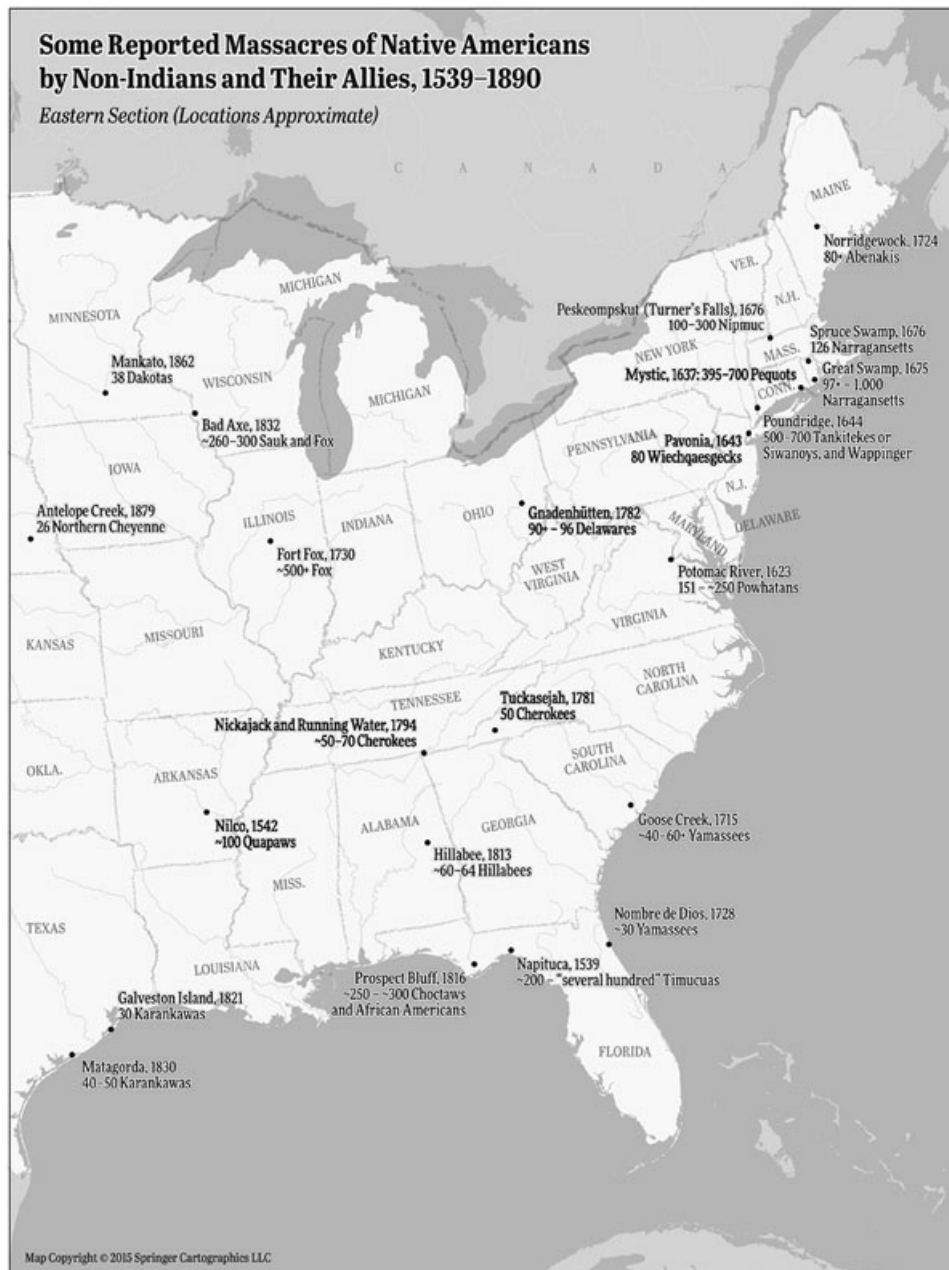 Some Reported Massacres of Native Americans
by Non-Indians and Their Allies, 1539–1890
Eastern Section (Locations Approximate)
C A N A D A
MAINE
Norridgewock, 1724
80+ Abenakis
VER.
N.H.
MICHIGAN
MINNESOTA
Peskeompskut (Turner's Falls), 1676
100–300 Nipmuc
Spruce Swamp, 1676
126 Narragansetts
NEW YORK
MASS.
Great Swamp, 1675
97+ – 1,000
Narragansetts
Mankato, 1862
38 Dakotas
WISCONSIN
Mystic, 1637: 395–700 Pequots
CONN.
MICHIGAN
Bad Axe, 1832
~260–300 Sauk and Fox
Poundridge, 1644
500–700 Tankitekes or
Siwanoys, and Wappinger
PENNSYLVANIA
Pavonia, 1643
80 Wiechqaesgecks
IOWA
N.J.
Antelope Creek, 1879
26 Northern Cheyenne
ILLINOIS
INDIANA
OHIO
Gnadenhütten, 1782
90+ – 96 Delawares
MARYLAND
DELAWARE
Fort Fox, 1730
~500+ Fox
WEST
VIRGINIA
Potomac River, 1623
151 – ~250 Powhatans
KANSAS
MISSOURI
VIRGINIA
KENTUCKY
NORTH
CAROLINA
TENNESSEE
Tuckasejah, 1781
50 Cherokees
Nickajack and Running Water, 1794
~50–70 Cherokees
SOUTH
CAROLINA
OKLA.
ARKANSAS
Nilco, 1542
~100 Quapaws
ALABAMA
GEORGIA
Goose Creek, 1715
~40–60+ Yamassees
Hillabee, 1813
~60–64 Hillabees
MISS.
Nombre de Dios, 1728
~30 Yamassees
TEXAS
LOUISIANA
Prospect Bluff, 1816
~250 – ~300 Choctaws
and African Americans
Napituca, 1539
~200 – "several hundred" Timucuas
Galveston Island, 1821
30 Karankawas
FLORIDA
Matagorda, 1830
40–50 Karankawas
Map Copyright © 2015 Springer Cartographics LLC